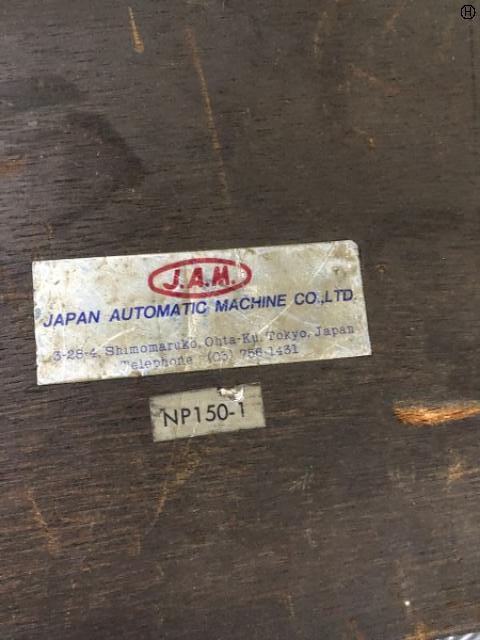 H
J.A.M.
JAPAN AUTOMATIC MACHINE CO.,LTD.
3-28-4, Shimomaruko, Ohta-Ku, Tokyo, Japan
Telephone (03) 756-1431
NP150-1